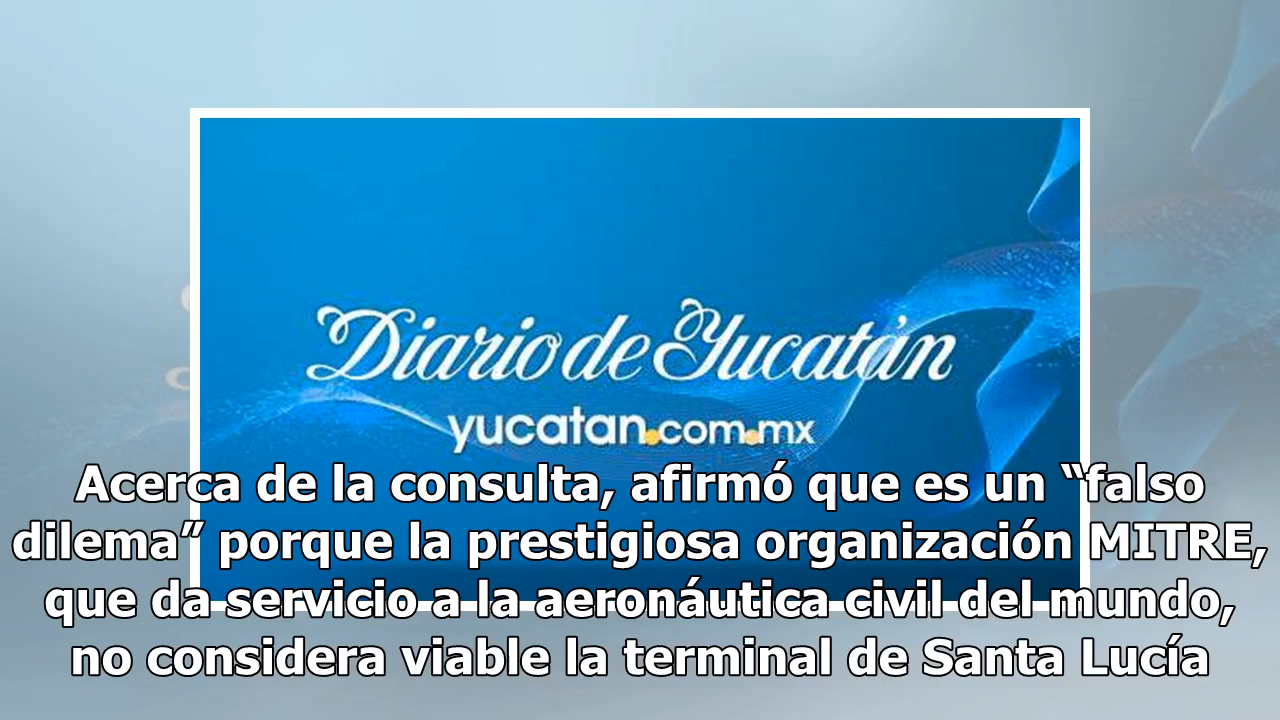 Diario de Yucatán
yucatan.com.mx
Acerca de la consulta, afirmó que es un “falso
dilema” porque la prestigiosa organización MITRE,
que da servicio a la aeronáutica civil del mundo,
no considera viable la terminal de Santa Lucía